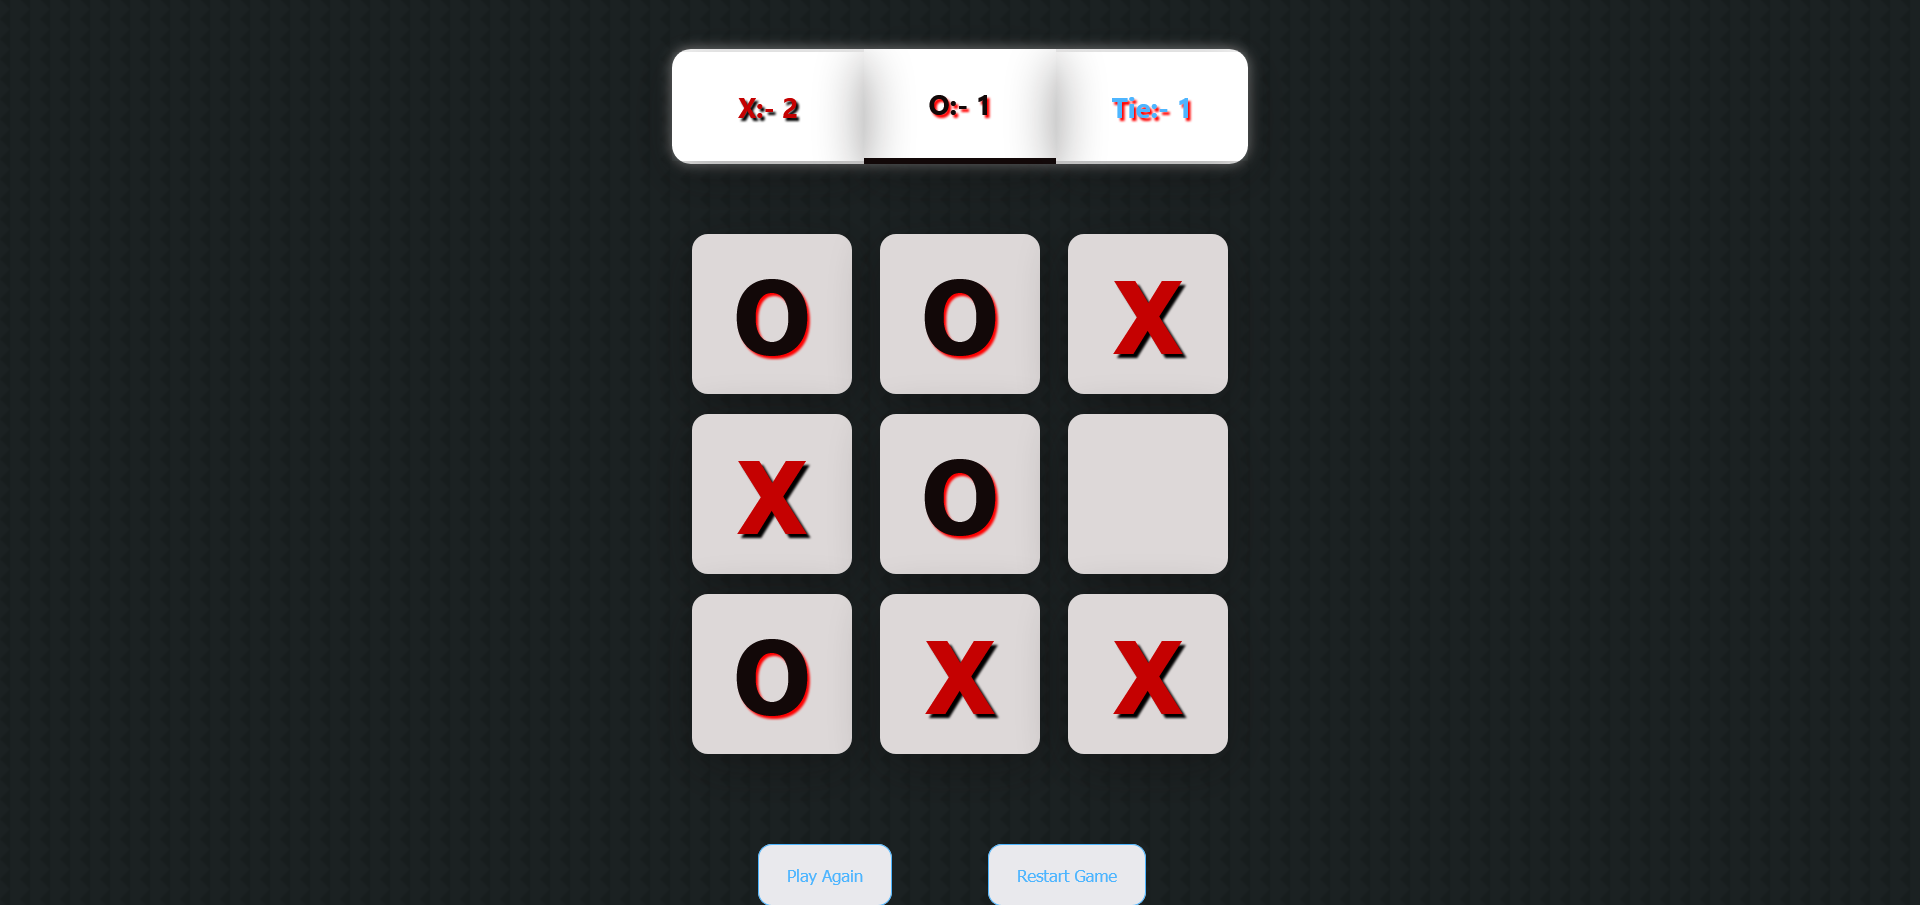 X:- 2 O:- 1 Tie:- 1
O O X
X O
O X X
Play Again Restart Game